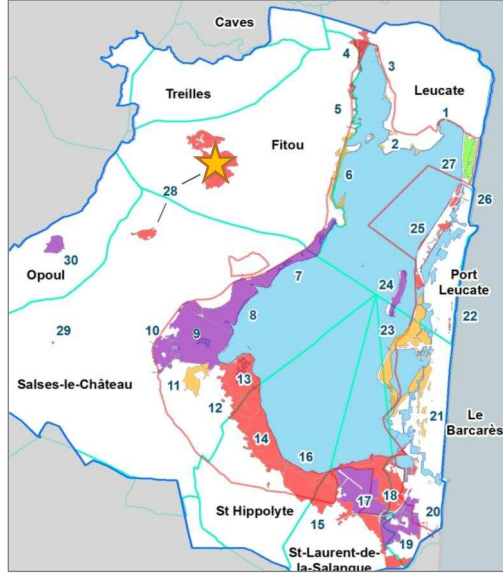 Caves
4
3
Treilles
Leucate
5
1
Fitou
2
27
6
28
26
25
30
7
24
Port
Leucate
Opoul
8
23
22
29
10
9
11
13
Salses-le-Château
12
21
Le
Barcarès
14
16
17
18
St Hippolyte
15
20
19
St-Laurent-de-
la-Salanque